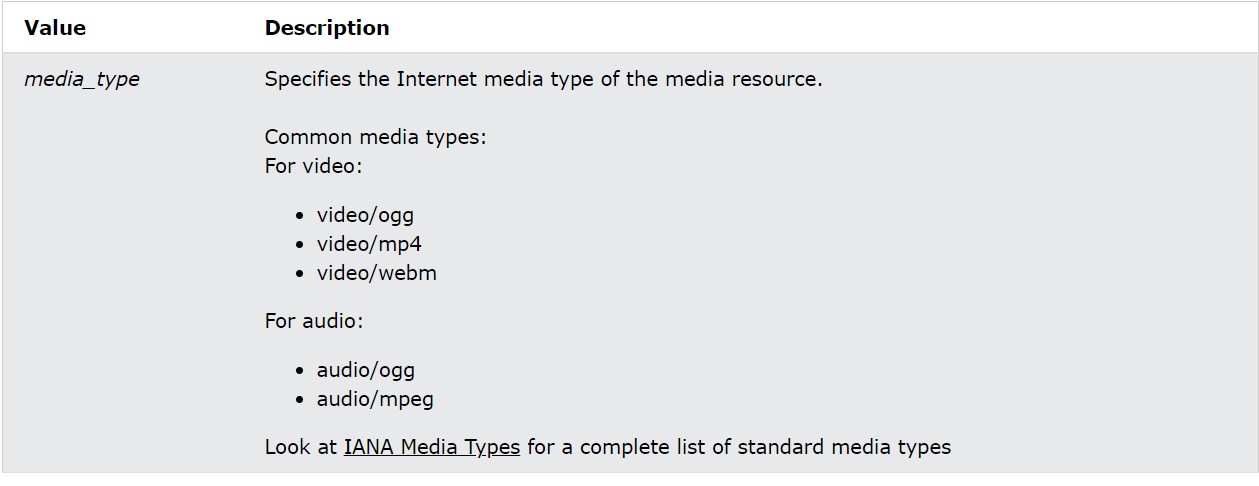 Value Description
media_type Specifies the Internet media type of the media resource.
Common media types:
For video:
• video/ogg
• video/mp4
• video/webm
For audio:
• audio/ogg
• audio/mpeg
Look at IANA Media Types for a complete list of standard media types